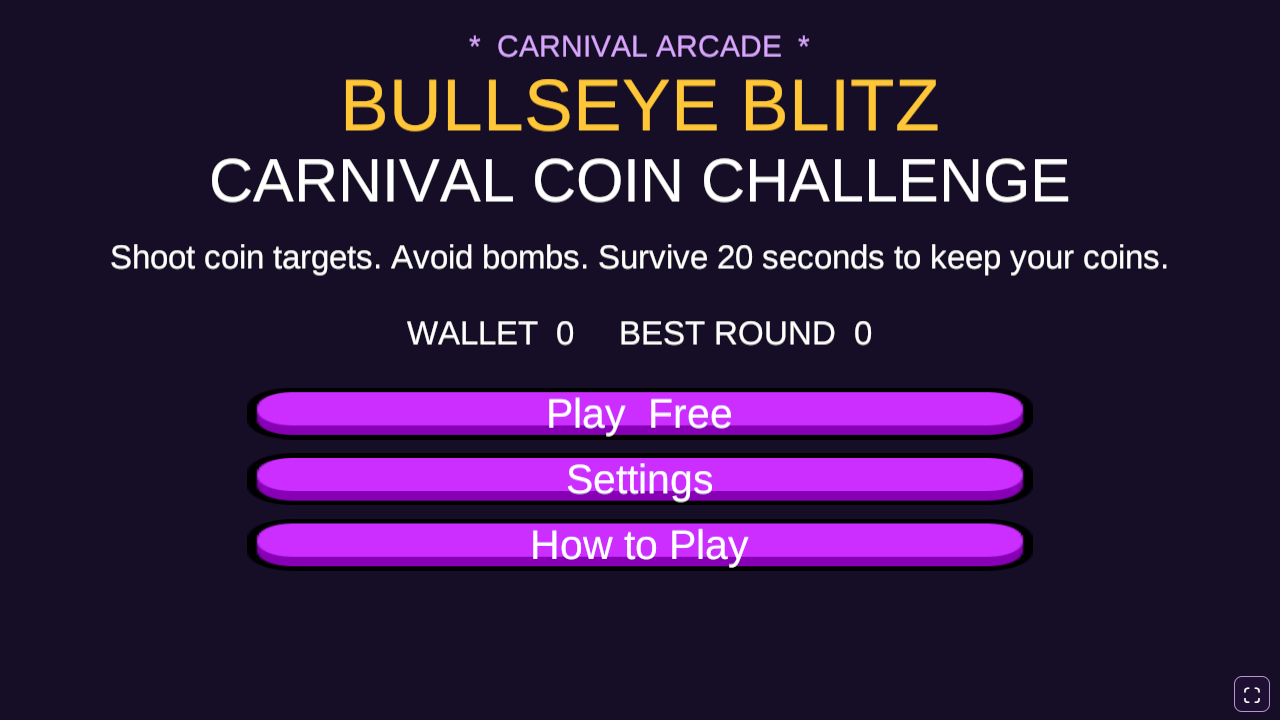 * CARNIVAL ARCADE *
BULLSEYE BLITZ
CARNIVAL COIN CHALLENGE
Shoot coin targets. Avoid bombs. Survive 20 seconds to keep your coins.
WALLET 0 BEST ROUND 0
Play Free
Settings
How to Play